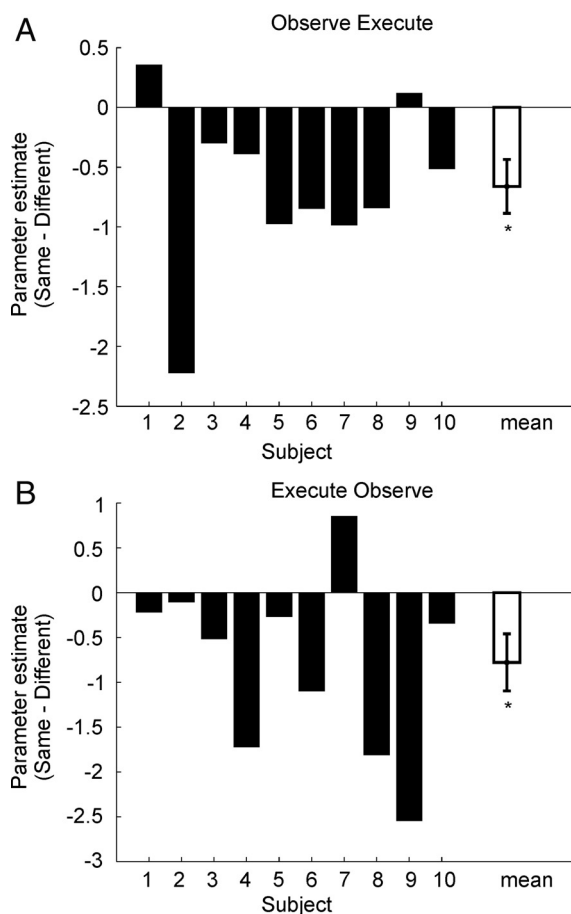 A
Observe Execute
Parameter estimate
(Same - Different)
0.5
0
-0.5
-1
-1.5
-2
-2.5
*
1 2 3 4 5 6 7 8 9 10 mean
Subject
B
Execute Observe
Parameter estimate
(Same - Different)
1
0.5
0
-0.5
-1
-1.5
-2
-2.5
-3
*
1 2 3 4 5 6 7 8 9 10 mean
Subject